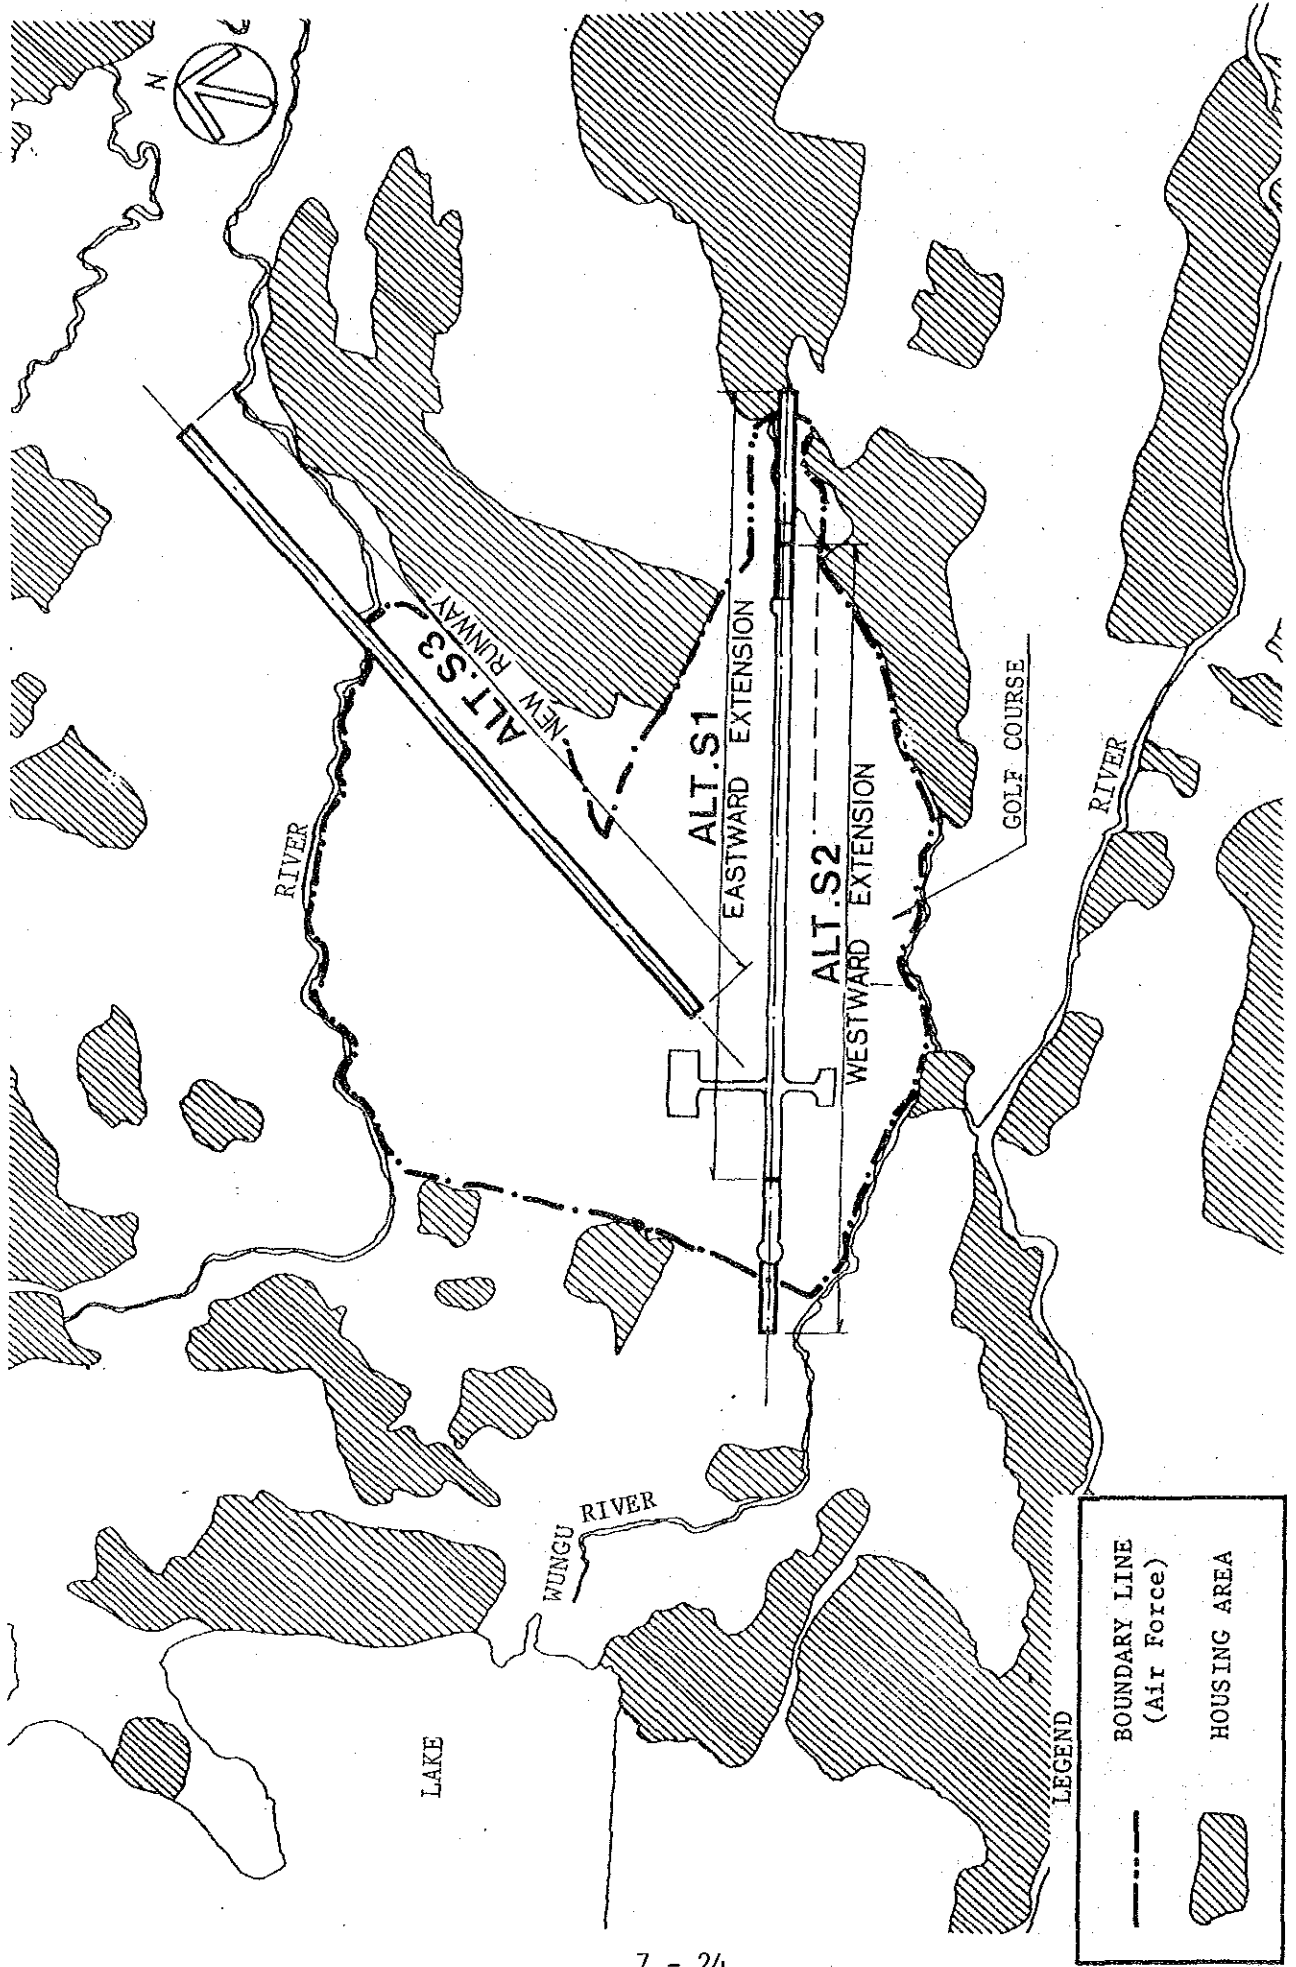 N
RIVER
ALT.S3
NEW RUNWAY
ALT.S1
EASTWARD EXTENSION
ALT.S2
WESTWARD EXTENSION
GOLF COURSE
RIVER
WUNGU RIVER
LAKE
LEGEND
BOUNDARY LINE
(Air Force)
HOUSING AREA
7 - 24